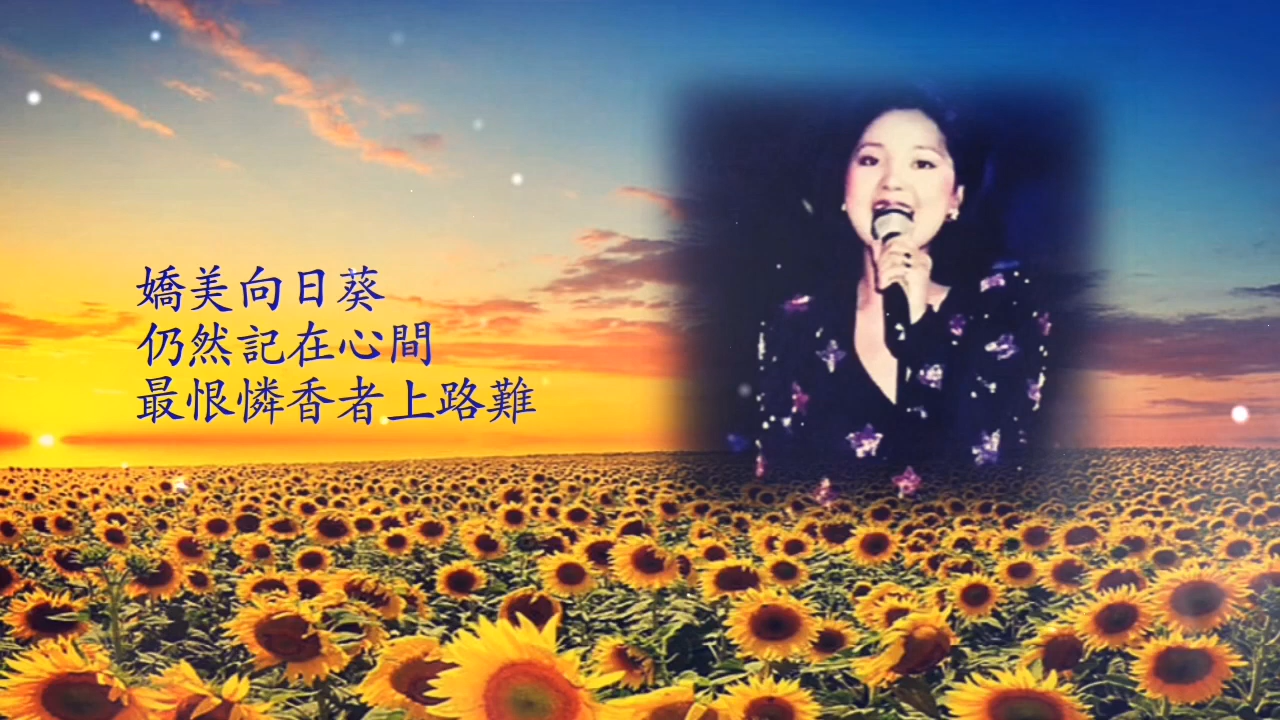 嬌美向日葵
仍然記在心間
最恨憐香者上路難